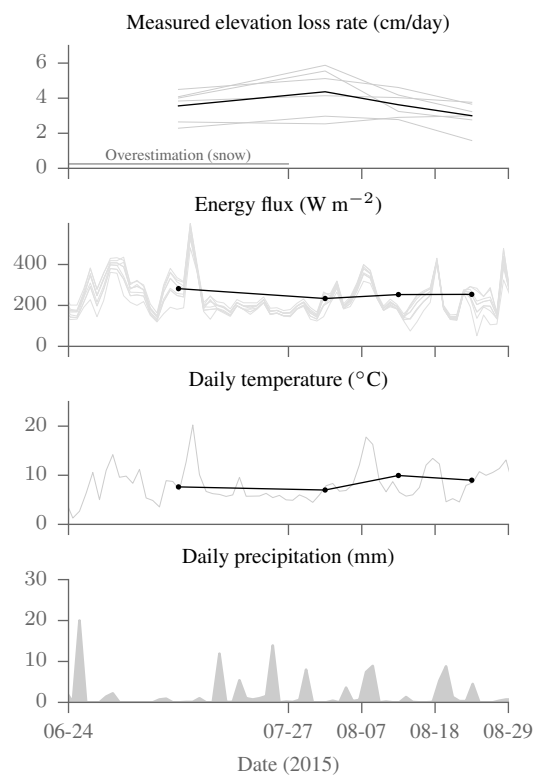 Measured elevation loss rate (cm/day)
6
4
2
0
Overestimation (snow)
Energy flux (W m−2)
400
200
0
Daily temperature (°C)
20
10
0
Daily precipitation (mm)
30
20
10
0
06-24 07-27 08-07 08-18 08-29
Date (2015)